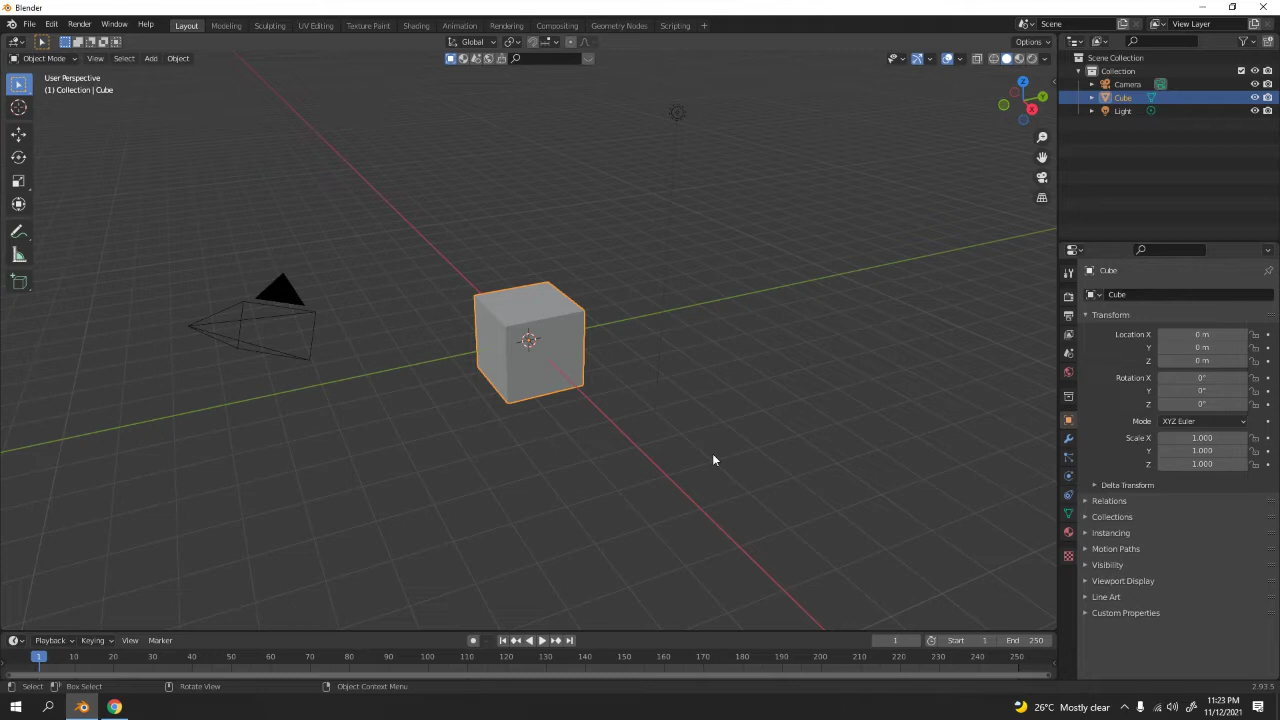 Blender
File Edit Render Window Help Layout Modeling Sculpting UV Editing Texture Paint Shading Animation Rendering Compositing Geometry Nodes Scripting + Scene View Layer
Global Options
Object Mode View Select Add Object
User Perspective
(1) Collection | Cube
Z
Y
X
Scene Collection
Collection
Camera
Cube
Light
Cube
Cube
Transform
Location X 0 m
Y 0 m
Z 0 m
Rotation X 0°
Y 0°
Z 0°
Mode XYZ Euler
Scale X 1.000
Y 1.000
Z 1.000
Delta Transform
Relations
Collections
Instancing
Motion Paths
Visibility
Viewport Display
Line Art
Custom Properties
Playback Keying View Marker 1 Start 1 End 250
1 10 20 30 40 50 60 70 80 90 100 110 120 130 140 150 160 170 180 190 200 210 220 230 240 250
Select Box Select Rotate View Object Context Menu 2.93.5
26°C Mostly clear 11:23 PM
11/12/2021